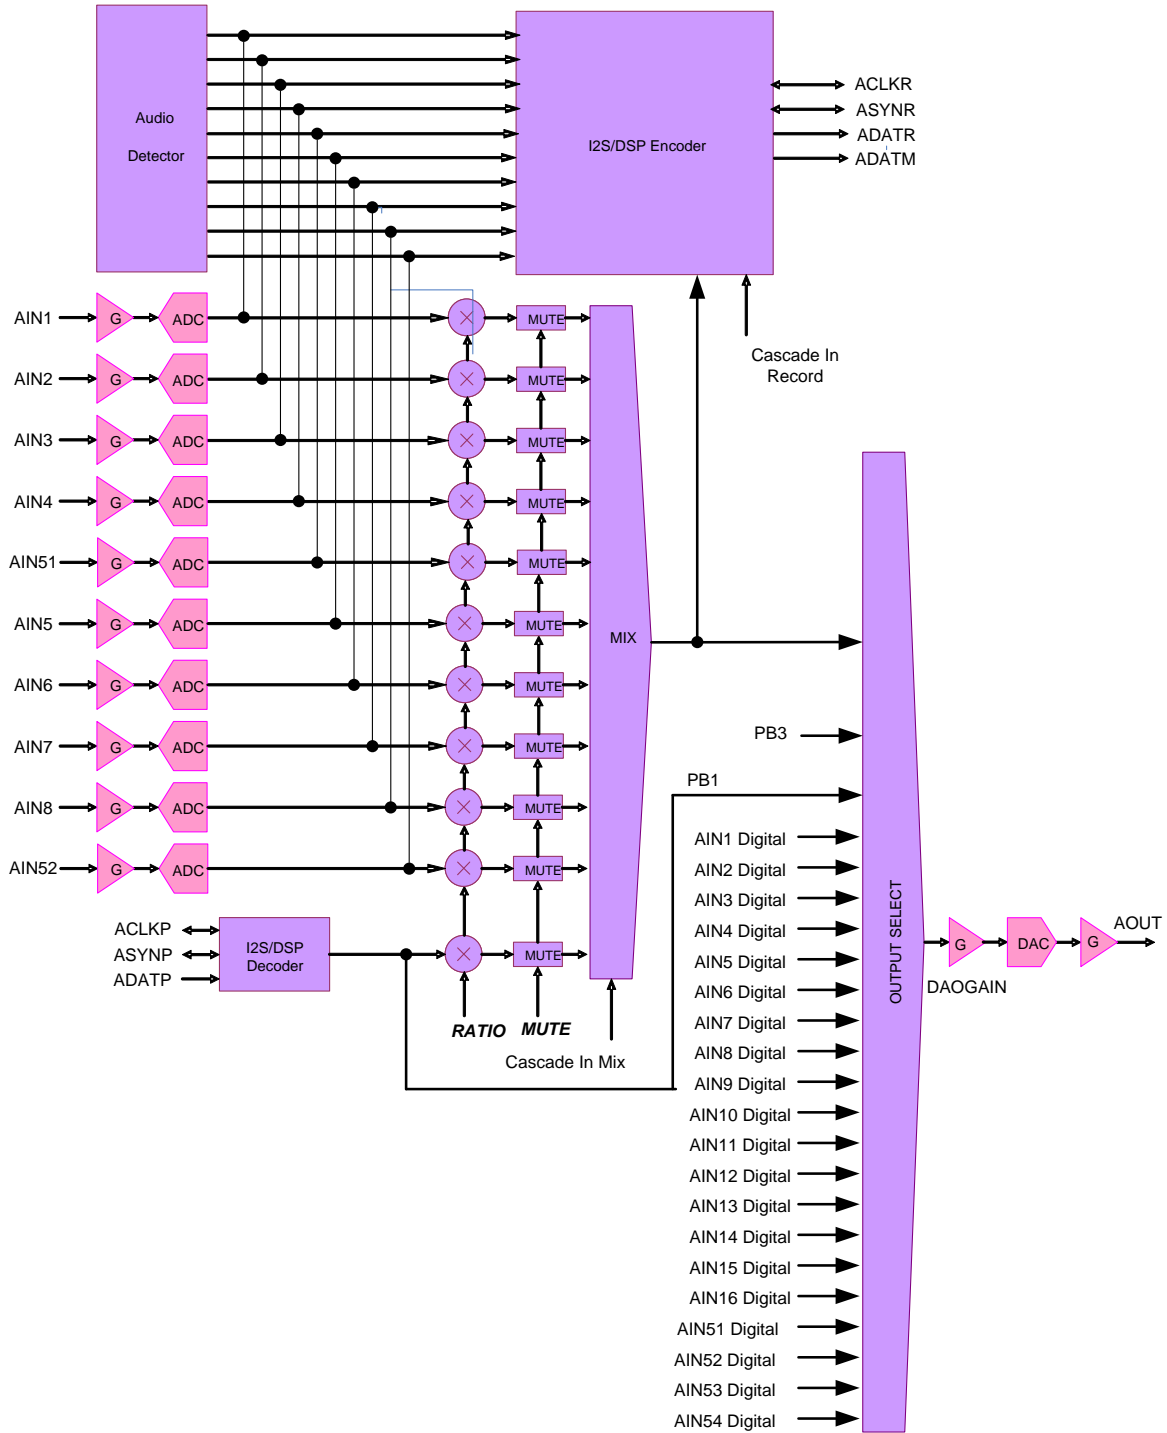 Audio
Detector
I2S/DSP Encoder
ACLKR
ASYNR
ADATR
ADATM
AIN1
G
ADC
MUTE
Cascade In
Record
AIN2
G
ADC
MUTE
AIN3
G
ADC
MUTE
AIN4
G
ADC
MUTE
AIN51
G
ADC
MUTE
AIN5
G
ADC
MUTE
MIX
AIN6
G
ADC
MUTE
AIN7
G
ADC
MUTE
AIN8
G
ADC
MUTE
AIN52
G
ADC
MUTE
ACLKP
ASYNP
ADATP
I2S/DSP
Decoder
MUTE
RATIO
MUTE
Cascade In Mix
PB3
PB1
AIN1 Digital
AIN2 Digital
AIN3 Digital
AIN4 Digital
AIN5 Digital
AIN6 Digital
AIN7 Digital
AIN8 Digital
AIN9 Digital
AIN10 Digital
AIN11 Digital
AIN12 Digital
AIN13 Digital
AIN14 Digital
AIN15 Digital
AIN16 Digital
AIN51 Digital
AIN52 Digital
AIN53 Digital
AIN54 Digital
OUTPUT SELECT
G
DAOGAIN
DAC
G
AOUT